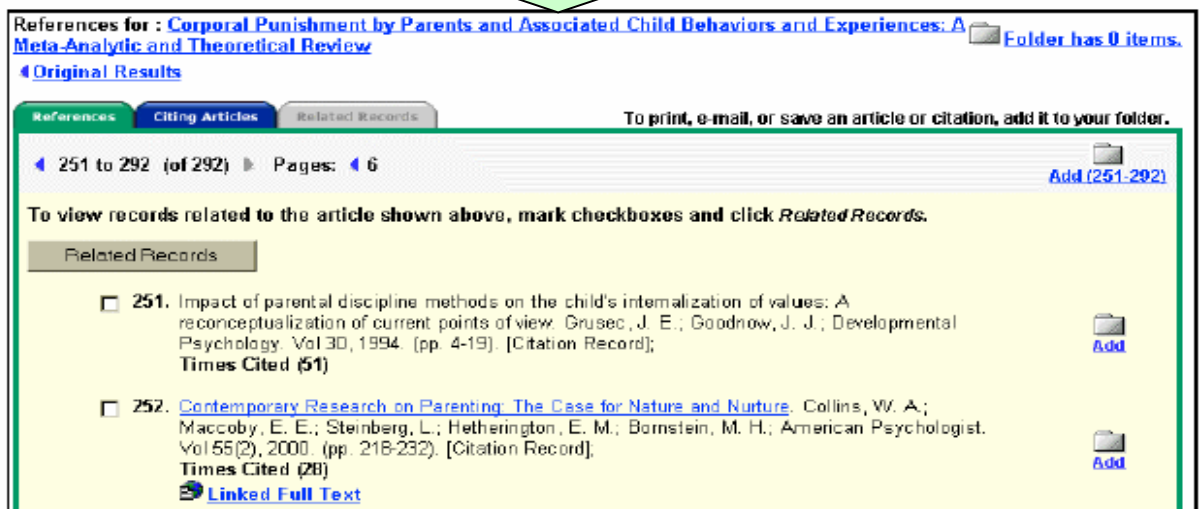 References for : Corporal Punishment by Parents and Associated Child Behaviors and Experiences: A
Meta-Analytic and Theoretical Review
Folder has 0 items.
Original Results
References Citing Articles Related Records
To print, e-mail, or save an article or citation, add it to your folder.
251 to 292 (of 292) Pages: 6
Add (251-292)
To view records related to the article shown above, mark checkboxes and click Related Records.
Related Records
251. Impact of parental discipline methods on the child's internalization of values: A
reconceptualization of current points of view. Grusec, J. E.; Goodnow, J. J.; Developmental
Psychology. Vol 30, 1994. (pp. 4-19). [Citation Record];
Add
Times Cited (51)
252. Contemporary Research on Parenting: The Case for Nature and Nurture. Collins, W. A.;
Maccoby, E. E.; Steinberg, L.; Hetherington, E. M.; Bornstein, M. H.; American Psychologist.
Vol 55(2), 2000. (pp. 218-232). [Citation Record];
Add
Times Cited (28)
Linked Full Text